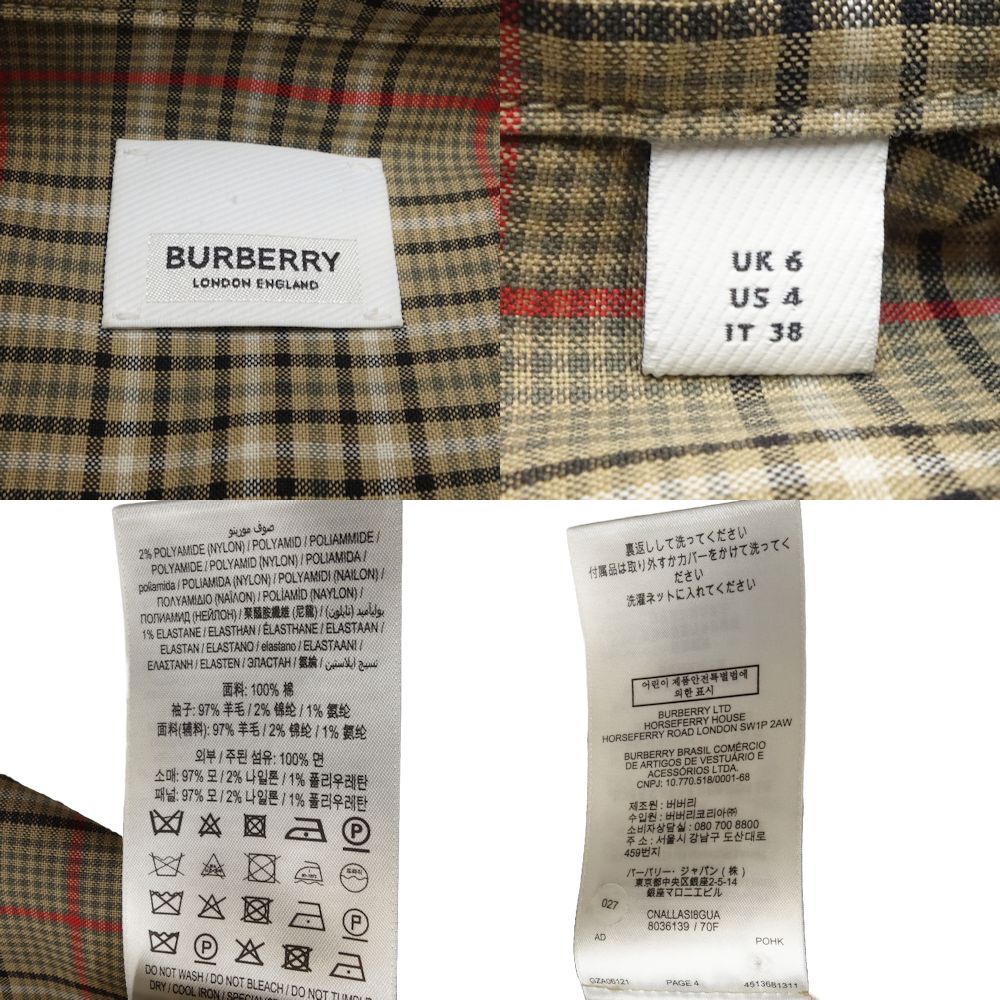 BURBERRY
LONDON ENGLAND
UK 6
US 4
IT 38
صوف مورينو
2% POLYAMIDE (NYLON) / POLYAMID / POLIAMMIDE /
POLYAMIDE / POLYAMID / POLIAMIDA /
poliamida / POLIAMIDA (NYLON) / POLIAMIDI (NAILON) /
ΠΟΛΥΑΜΙΔΙΟ (ΝΑΪΛΟΝ) / POLİAMİD (NAYLON) /
ПОЛИАМИД (НЕЙЛОН) / 聚醯胺纖維 (尼龍) / بوليأميد (نايلون)
1% ELASTANE / ELASTHAN / ÉLASTHANNE / ELASTAAN /
ELASTAN / ELASTANO / elastano / ELASTAANI /
ΕΛΑΣΤΑΝΗ / ELASTEN / ЭЛАСТАН / 氨綸 / نسيج ايلاستين
面料: 100% 棉
袖子: 97% 羊毛 / 2% 锦纶 / 1% 氨纶
面料(辅料): 97% 羊毛 / 2% 锦纶 / 1% 氨纶
외부 / 주된 섬유: 100% 면
소매: 97% 모 / 2% 나일론 / 1% 폴리우레탄
패널: 97% 모 / 2% 나일론 / 1% 폴리우레탄
DO NOT WASH / DO NOT BLEACH / DO NOT
DRY / COOL IRON /
裏返しして洗ってください
付属品は取り外すかカバーをかけて洗ってく
ださい
洗濯ネットに入れてください
어린이 제품안전특별법에
의한 표시
BURBERRY LTD
HORSEFERRY HOUSE
HORSEFERRY ROAD LONDON SW1P 2AW
BURBERRY BRASIL COMÉRCIO
DE ARTIGOS DE VESTUÁRIO E
ACESSÓRIOS LTDA.
CNPJ: 10.770.518/0001-68
제조원 : 버버리
수입원 : 버버리코리아㈜
소비자상담실 : 080 700 8800
주 소 : 서울시 강남구 도산대로
459번지
バーバリー・ジャパン(株)
東京都中央区銀座2-5-14
銀座マロニエビル
027
CNALLASI8GUA
8036139 / 70F
AD
POHK
GZA06121
PAGE 4
4513681311